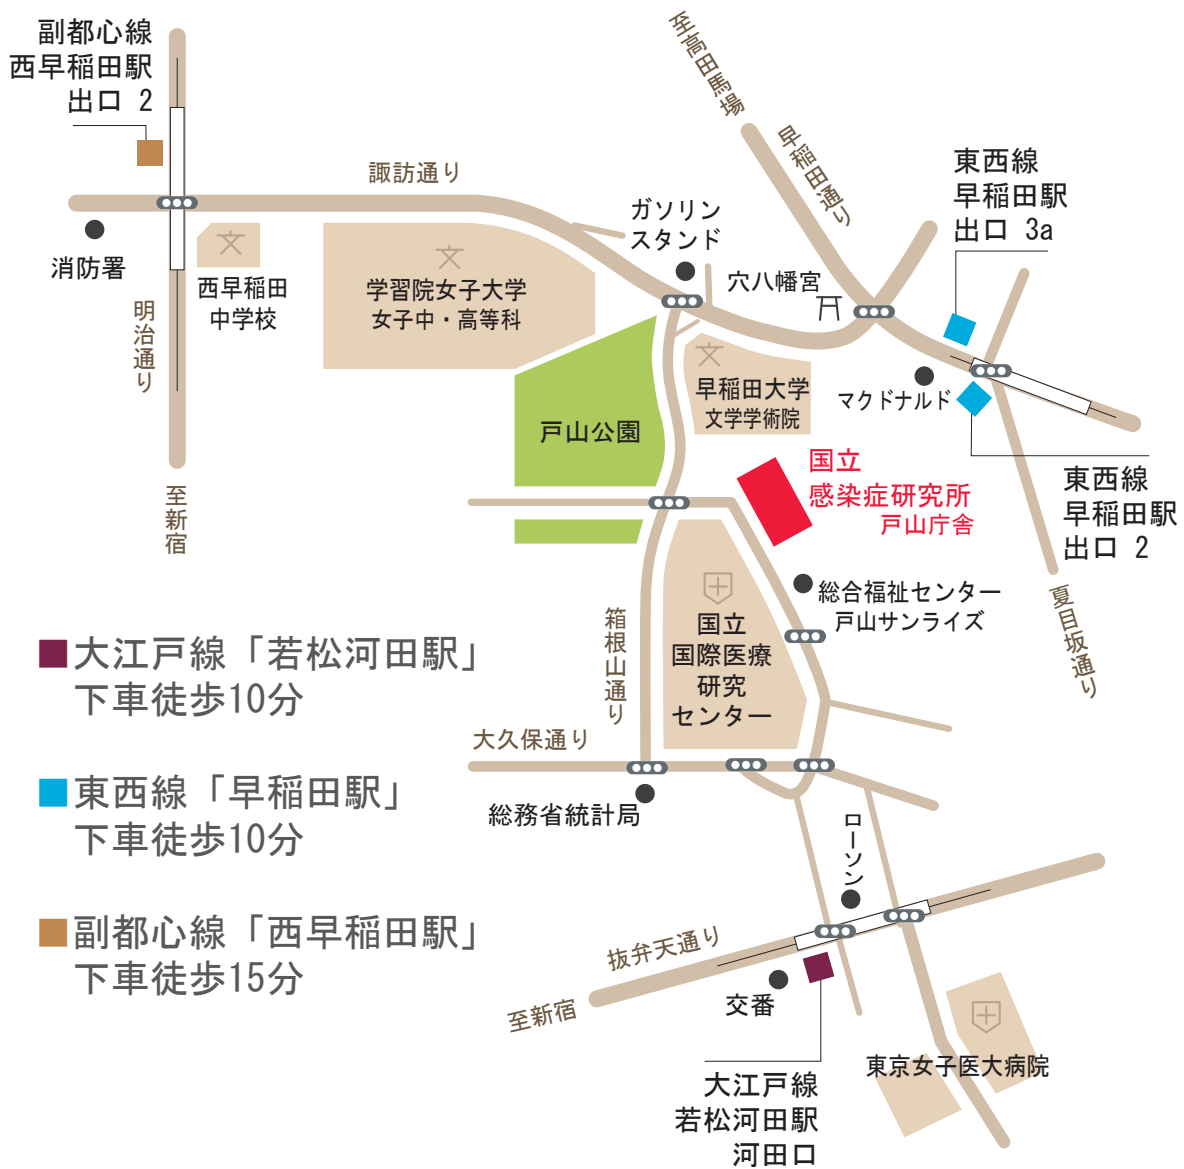 副都心線
西早稲田駅
出口 2
至高田馬場
早稲田通り
東西線
早稲田駅
出口 3a
諏訪通り
ガソリン
スタンド
穴八幡宮
消防署
西早稲田
中学校
学習院女子大学
女子中・高等科
明治通り
至新宿
早稲田大学
文学学術院
マクドナルド
戸山公園
国立
感染症研究所
戸山庁舎
東西線
早稲田駅
出口 2
総合福祉センター
戸山サンライズ
夏目坂通り
箱根山通り
国立
国際医療
研究
センター
大江戸線「若松河田駅」
下車徒歩10分
東西線「早稲田駅」
下車徒歩10分
副都心線「西早稲田駅」
下車徒歩15分
大久保通り
総務省統計局
ローソン
抜弁天通り
至新宿
交番
東京女子医大病院
大江戸線
若松河田駅
河田口